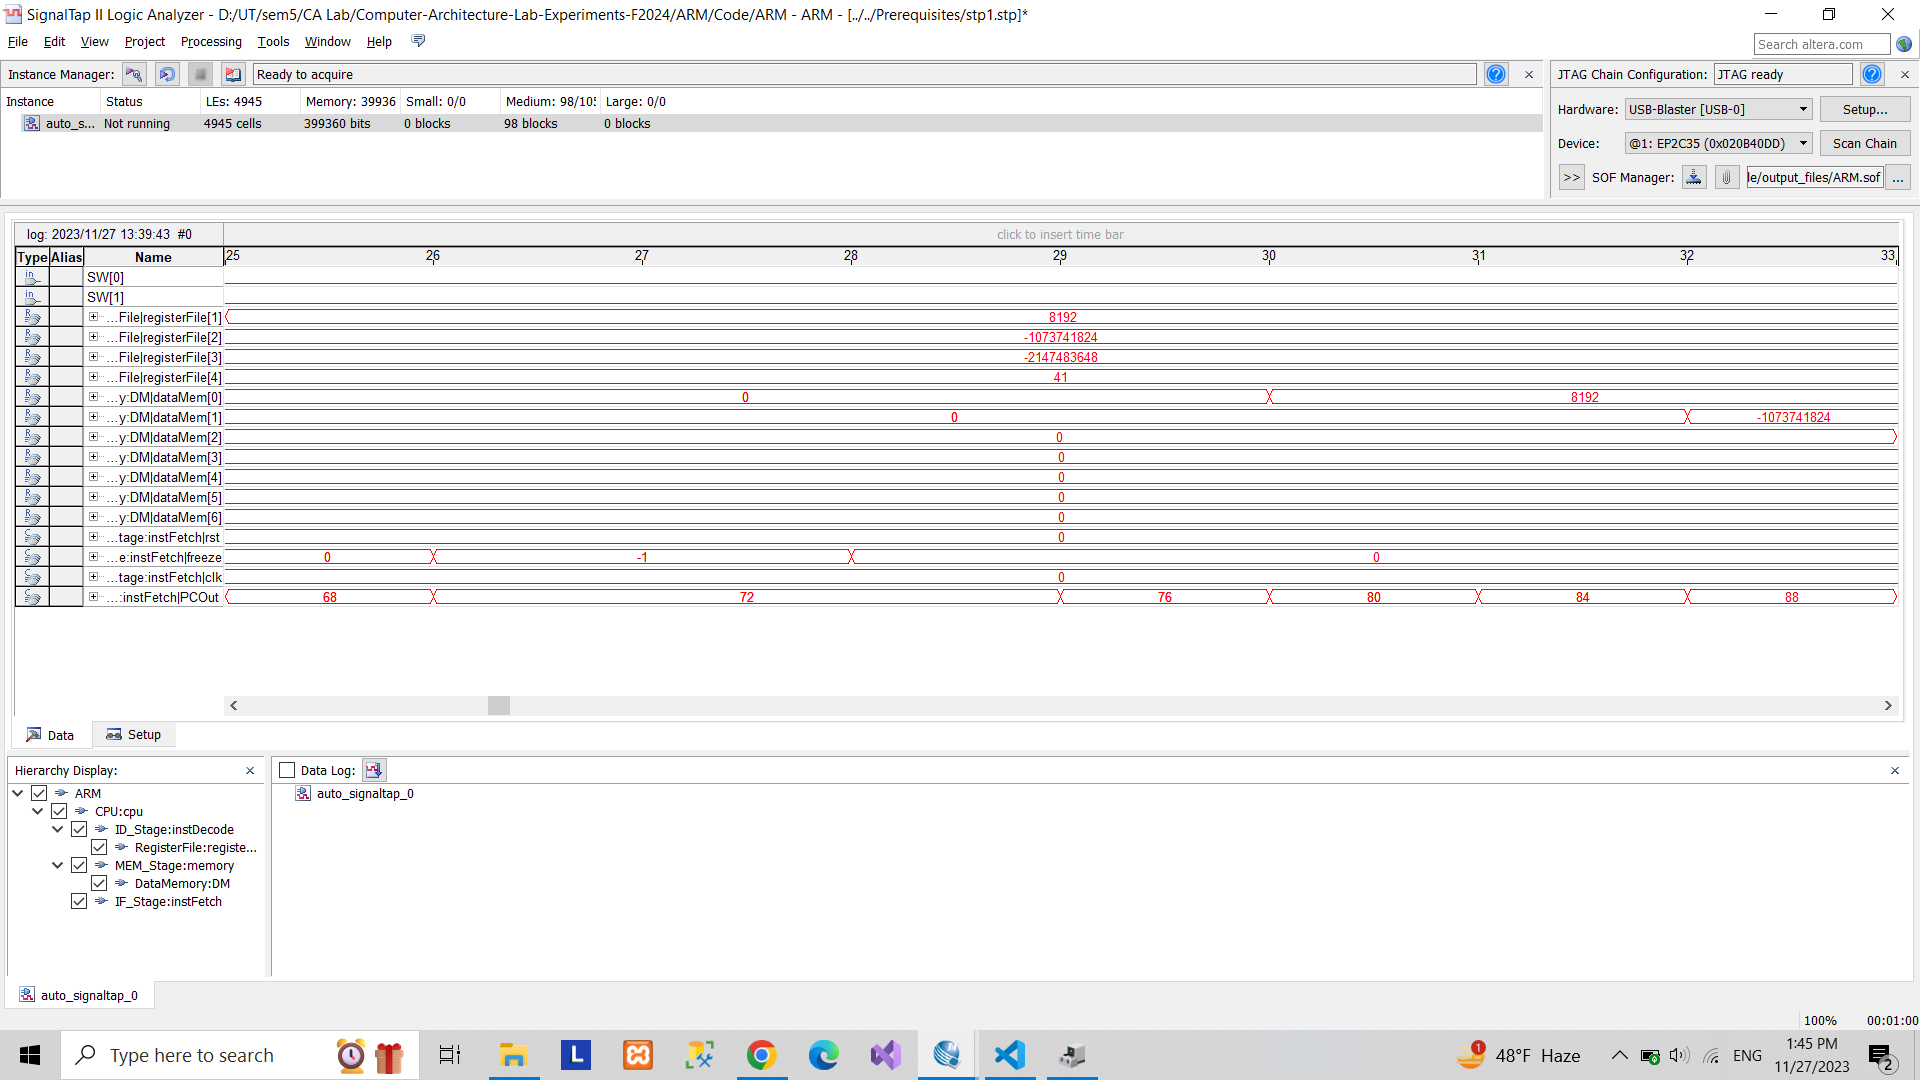 SignalTap II Logic Analyzer - D:/UT/sem5/CA Lab/Computer-Architecture-Lab-Experiments-F2024/ARM/Code/ARM - ARM - [../../Prerequisites/stp1.stp]*
File Edit View Project Processing Tools Window Help
Search altera.com
Instance Manager: Ready to acquire
JTAG Chain Configuration: JTAG ready
Instance Status LEs: 4945 Memory: 39936 Small: 0/0 Medium: 98/105 Large: 0/0
auto_s... Not running 4945 cells 399360 bits 0 blocks 98 blocks 0 blocks
Hardware: USB-Blaster [USB-0] Setup...
Device: @1: EP2C35 (0x020B40DD) Scan Chain
>> SOF Manager: le/output_files/ARM.sof ...
log: 2023/11/27 13:39:43 #0 click to insert time bar
Type Alias Name 25 26 27 28 29 30 31 32 33
in SW[0]
in SW[1]
R ...File|registerFile[1] 8192
R ...File|registerFile[2] -1073741824
R ...File|registerFile[3] -2147483648
R ...File|registerFile[4] 41
R ...y:DM|dataMem[0] 0 8192
R ...y:DM|dataMem[1] 0 -1073741824
R ...y:DM|dataMem[2] 0
R ...y:DM|dataMem[3] 0
R ...y:DM|dataMem[4] 0
R ...y:DM|dataMem[5] 0
R ...y:DM|dataMem[6] 0
C ...tage:instFetch|rst 0
C ...e:instFetch|freeze 0 -1 0
C ...tage:instFetch|clk 0
C ...:instFetch|PCOut 68 72 76 80 84 88
Data Setup
Hierarchy Display:
ARM
CPU:cpu
ID_Stage:instDecode
RegisterFile:registe...
MEM_Stage:memory
DataMemory:DM
IF_Stage:instFetch
Data Log:
auto_signaltap_0
auto_signaltap_0
100% 00:01:00
Type here to search
L
1
48°F Haze
ENG
1:45 PM
11/27/2023
2